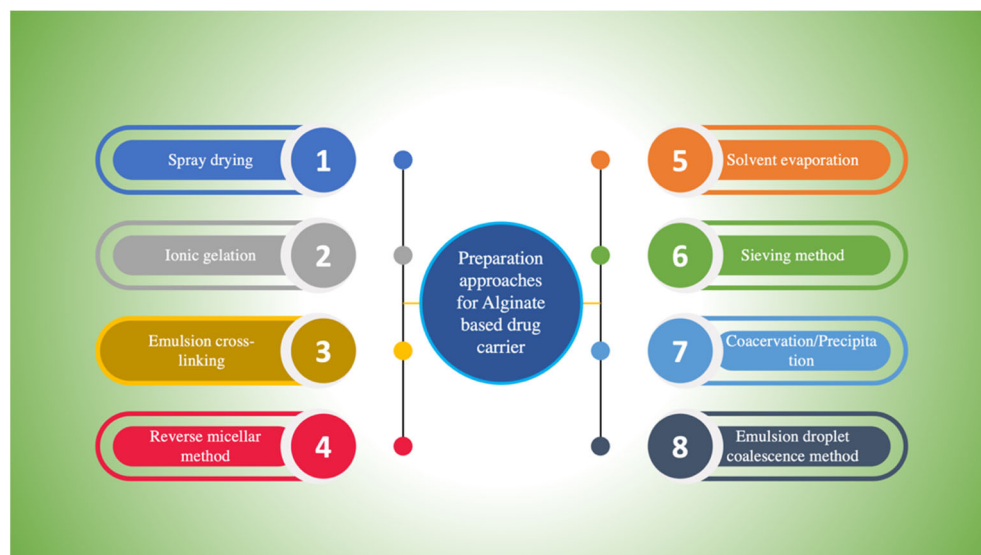 Spray drying
1
Ionic gelation
2
Emulsion cross-
linking
3
Reverse micellar
method
4
Preparation
approaches
for Alginate
based drug
carrier
5
Solvent evaporation
6
Sieving method
7
Coacervation/Precipita
tion
8
Emulsion droplet
coalescence method